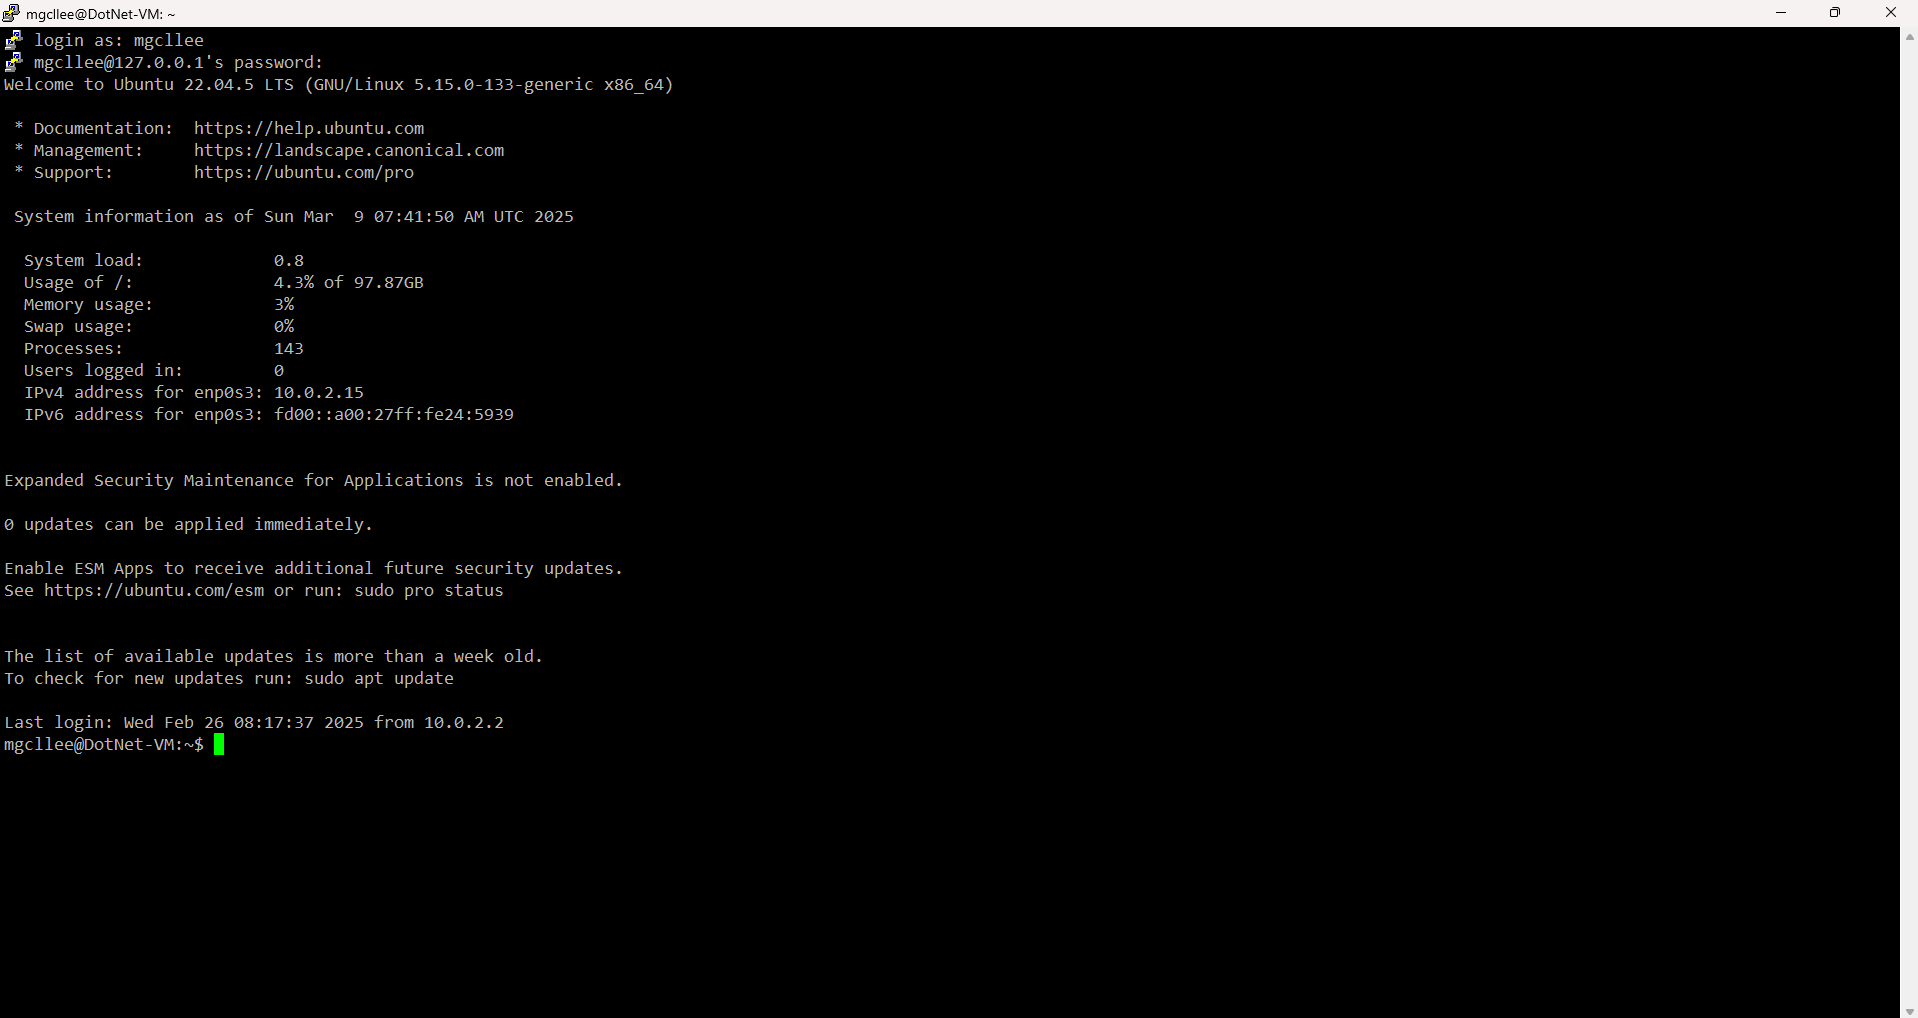 mgcllee@DotNet-VM: ~
login as: mgcllee
mgcllee@127.0.0.1's password:
Welcome to Ubuntu 22.04.5 LTS (GNU/Linux 5.15.0-133-generic x86_64)

 * Documentation:  https://help.ubuntu.com
 * Management:     https://landscape.canonical.com
 * Support:        https://ubuntu.com/pro

 System information as of Sun Mar  9 07:41:50 AM UTC 2025

  System load:             0.8
  Usage of /:              4.3% of 97.87GB
  Memory usage:            3%
  Swap usage:              0%
  Processes:               143
  Users logged in:         0
  IPv4 address for enp0s3: 10.0.2.15
  IPv6 address for enp0s3: fd00::a00:27ff:fe24:5939

Expanded Security Maintenance for Applications is not enabled.

0 updates can be applied immediately.

Enable ESM Apps to receive additional future security updates.
See https://ubuntu.com/esm or run: sudo pro status

The list of available updates is more than a week old.
To check for new updates run: sudo apt update

Last login: Wed Feb 26 08:17:37 2025 from 10.0.2.2
mgcllee@DotNet-VM:~$